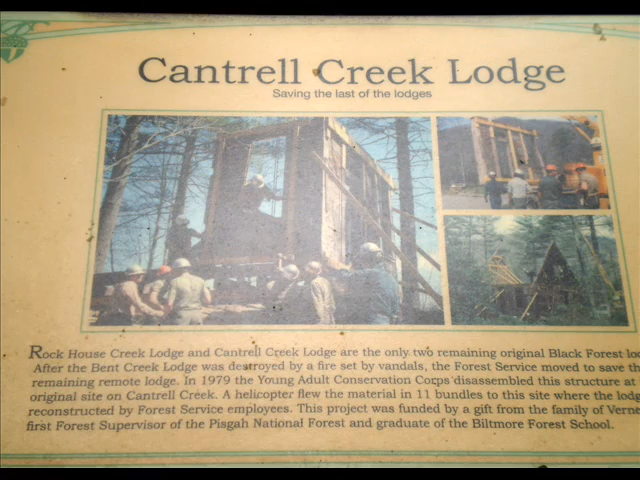 Cantrell Creek Lodge
Saving the last of the lodges
Rock House Creek Lodge and Cantrell Creek Lodge are the only two remaining original Black Forest lo
After the Bent Creek Lodge was destroyed by a fire set by vandals, the Forest Service moved to save th
remaining remote lodge. In 1979 the Young Adult Conservation Corps disassembled this structure at
original site on Cantrell Creek. A helicopter flew the material in 11 bundles to this site where the lodg
reconstructed by Forest Service employees. This project was funded by a gift from the family of Verne
first Forest Supervisor of the Pisgah National Forest and graduate of the Biltmore Forest School.